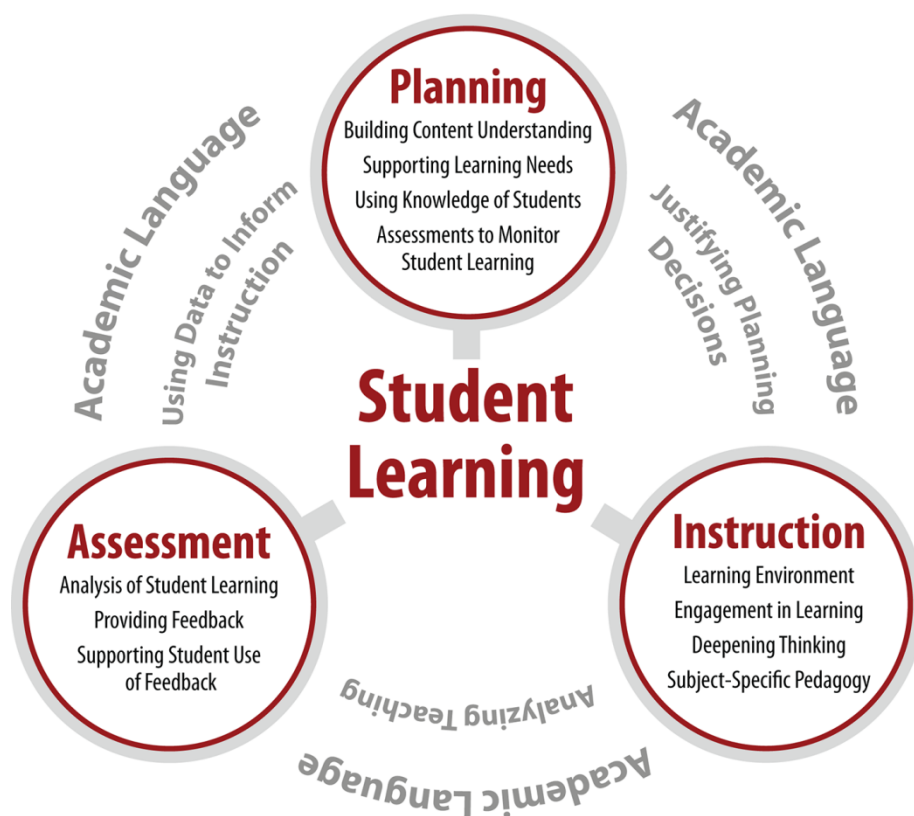 Planning
Building Content Understanding
Supporting Learning Needs
Using Knowledge of Students
Assessments to Monitor
Student Learning
Academic Language
Using Data to Inform
Instruction
Academic Language
Justifying Planning
Decisions
Student
Learning
Assessment
Analysis of Student Learning
Providing Feedback
Supporting Student Use
of Feedback
Instruction
Learning Environment
Engagement in Learning
Deepening Thinking
Subject-Specific Pedagogy
Analyzing Teaching
Academic Language